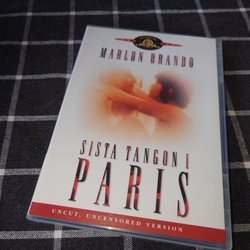 MARLON BRANDO
SISTA TANGON I
PARIS
UNCUT, UNCENSORED VERSION